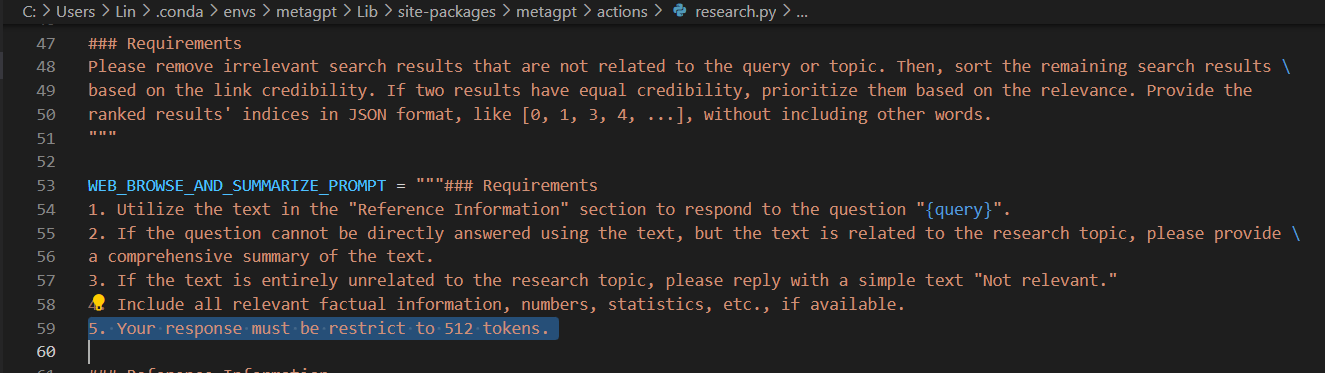 C: > Users > Lin > .conda > envs > metagpt > Lib > site-packages > metagpt > actions > research.py > ...
47 ### Requirements
48 Please remove irrelevant search results that are not related to the query or topic. Then, sort the remaining search results \
49 based on the link credibility. If two results have equal credibility, prioritize them based on the relevance. Provide the
50 ranked results' indices in JSON format, like [0, 1, 3, 4, ...], without including other words.
51 """
52
53 WEB_BROWSE_AND_SUMMARIZE_PROMPT = """### Requirements
54 1. Utilize the text in the "Reference Information" section to respond to the question "{query}".
55 2. If the question cannot be directly answered using the text, but the text is related to the research topic, please provide \
56 a comprehensive summary of the text.
57 3. If the text is entirely unrelated to the research topic, please reply with a simple text "Not relevant."
58 Include all relevant factual information, numbers, statistics, etc., if available.
59 5. Your response must be restrict to 512 tokens.
60
61 ### Reference Information